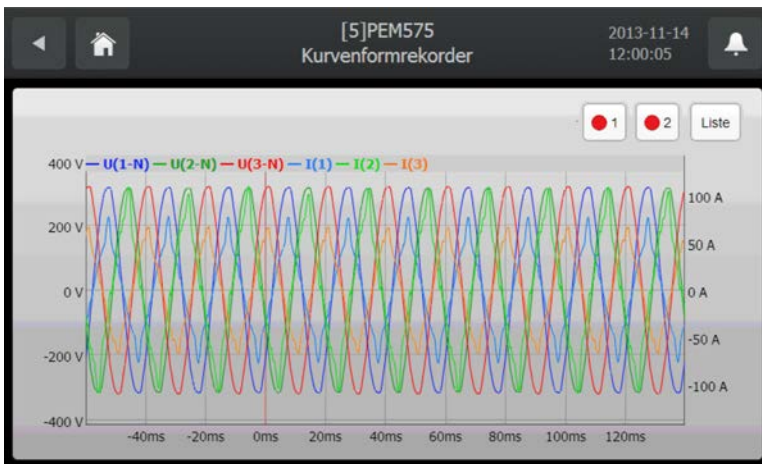 [5]PEM575
Kurvenformrekorder
2013-11-14
12:00:05
1
2
Liste
400 V
U(1-N) U(2-N) U(3-N) I(1) I(2) I(3)
200 V
0 V
-200 V
-400 V
100 A
50 A
0 A
-50 A
-100 A
-40ms -20ms 0ms 20ms 40ms 60ms 80ms 100ms 120ms